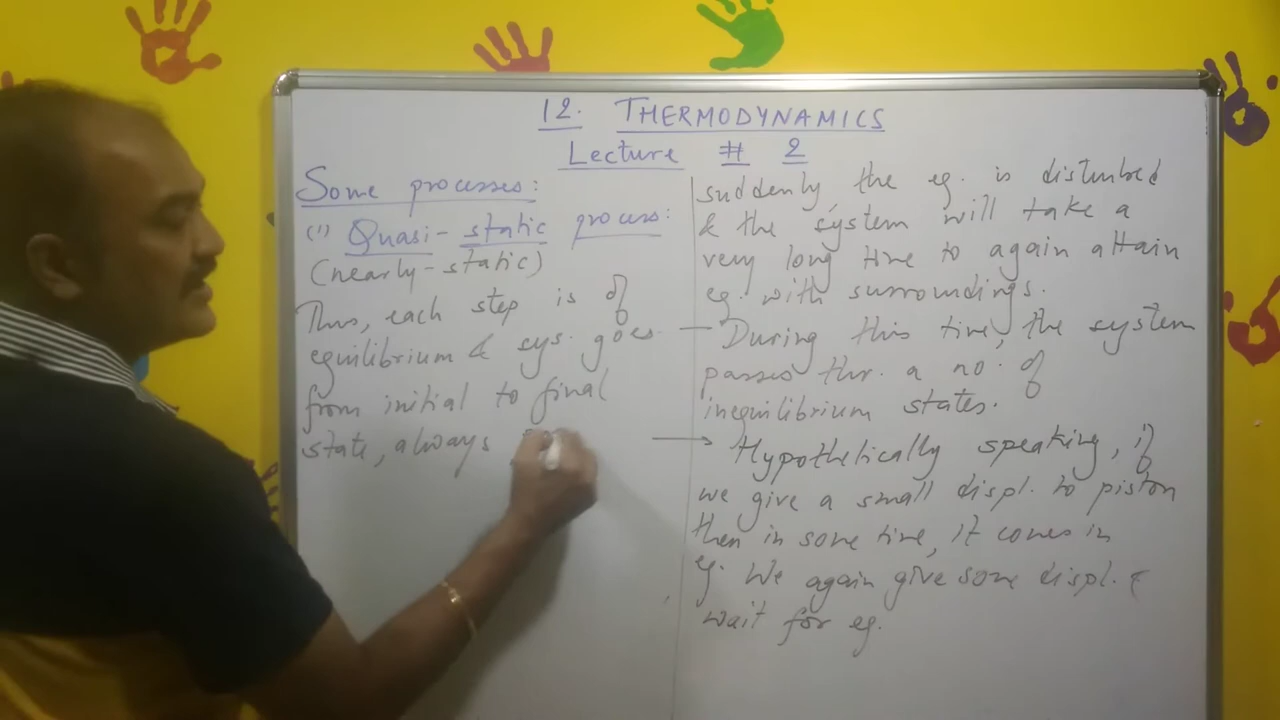 12. THERMODYNAMICS
Lecture # 2
Some processes:
(1) Quasi-static process:
(nearly-static)
Thus, each step is of
equilibrium & sys. goes
from initial to final
state, always
suddenly, the eq. is disturbed
& the system will take a
very long time to again attain
eq. with surroundings.
— During this time, the system
passes thr. a no. of
inequilibrium states.
→ Hypothetically speaking, if
we give a small displ. to piston
then in some time, it comes in
eq. We again give some displ. &
wait for eq.